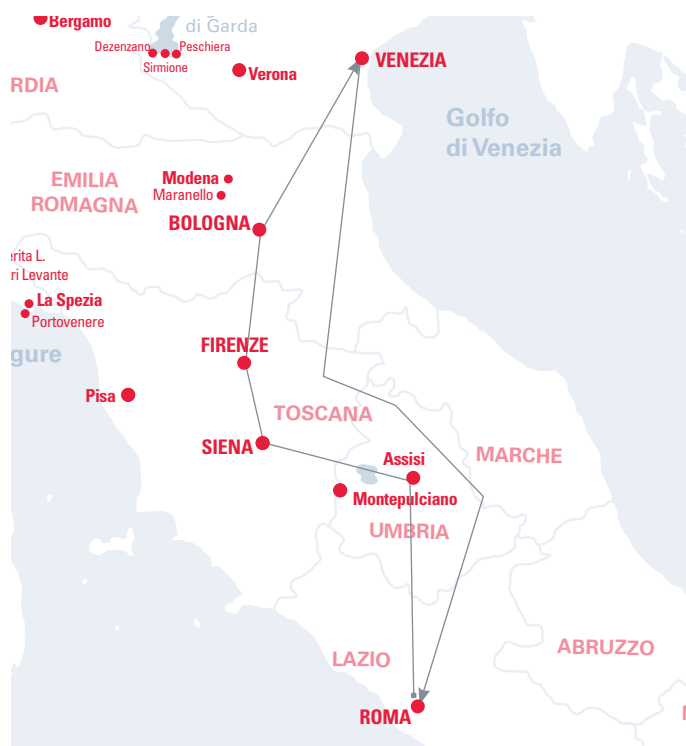 Bergamo
di Garda
Dezenzano
Peschiera
Sirmione
Verona
VENEZIA
RDIA
Golfo
di Venezia
EMILIA
ROMAGNA
Modena
Maranello
BOLOGNA
rita L.
ri Levante
La Spezia
Portovenere
gure
FIRENZE
Pisa
TOSCANA
SIENA
Assisi
MARCHE
Montepulciano
UMBRIA
LAZIO
ABRUZZO
ROMA